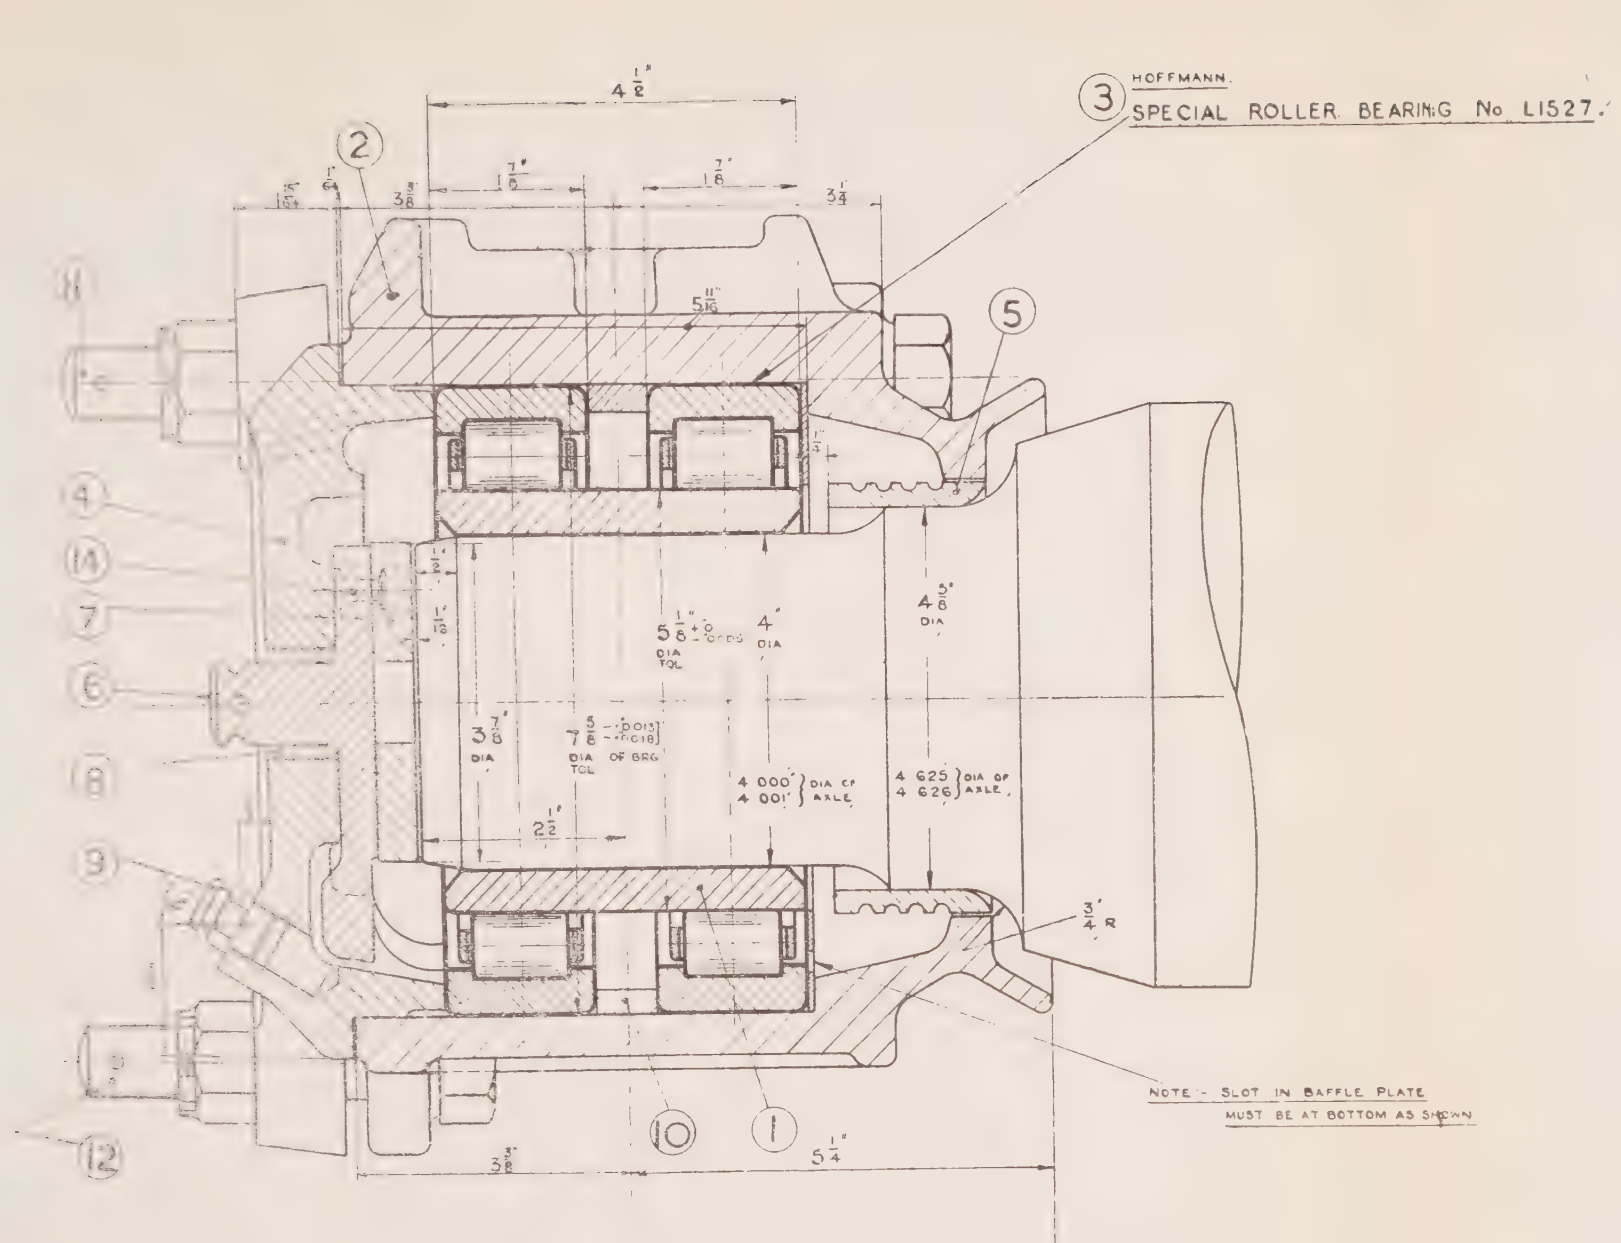 HOFFMANN.
3 SPECIAL ROLLER BEARING No L1527.
4 1/2"
2
1 7/8"
1 7/8"
1/64
3 3/8
3 1/4
11
5 11/16"
5
1/4"
4
14
7
6
8
9
1/2"
1/16"
5 1/8"
DIA
TOL
4"
DIA
4 5/8"
DIA
3 7/8"
DIA
7 5/8 -.0013"
-.0018"
DIA OF BRG
TOL
4.000" } DIA OF
4.001" } AXLE
4.625 } DIA OF
4.626 } AXLE
2 1/2"
3/4" R
NOTE:- SLOT IN BAFFLE PLATE
MUST BE AT BOTTOM AS SHOWN
12
10
1
3 3/8
5 1/4"